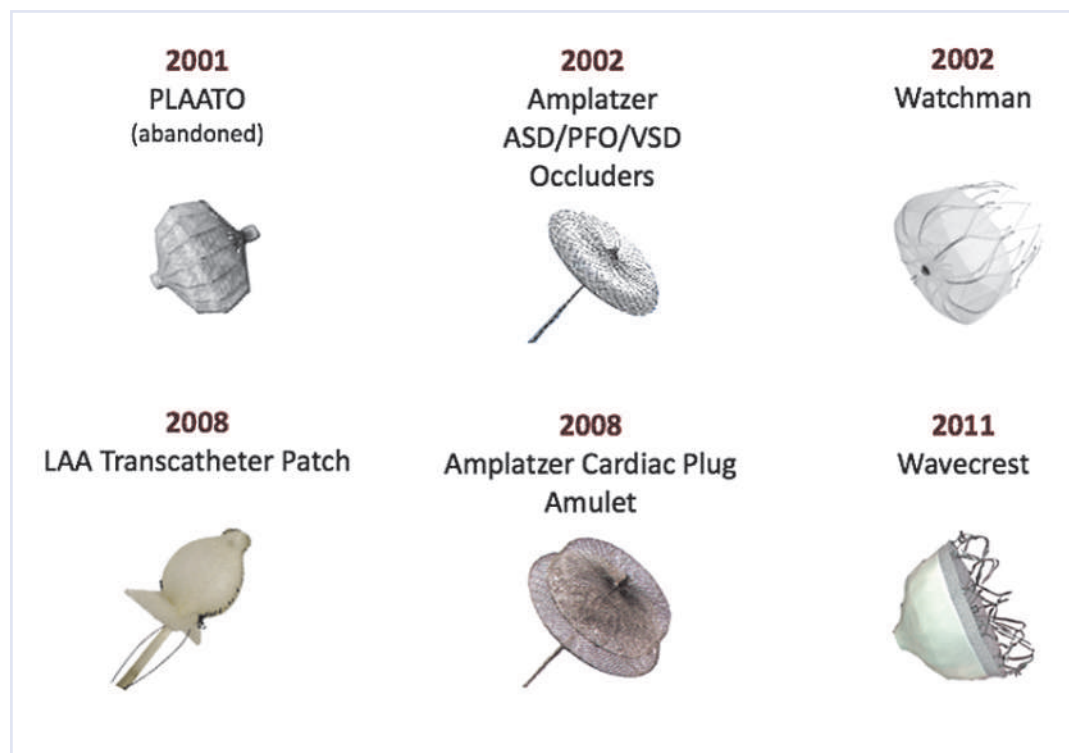 2001
PLAATO
(abandoned)
2002
Amplatzer
ASD/PFO/VSD
Occluders
2002
Watchman
2008
LAA Transcatheter Patch
2008
Amplatzer Cardiac Plug
Amulet
2011
Wavecrest